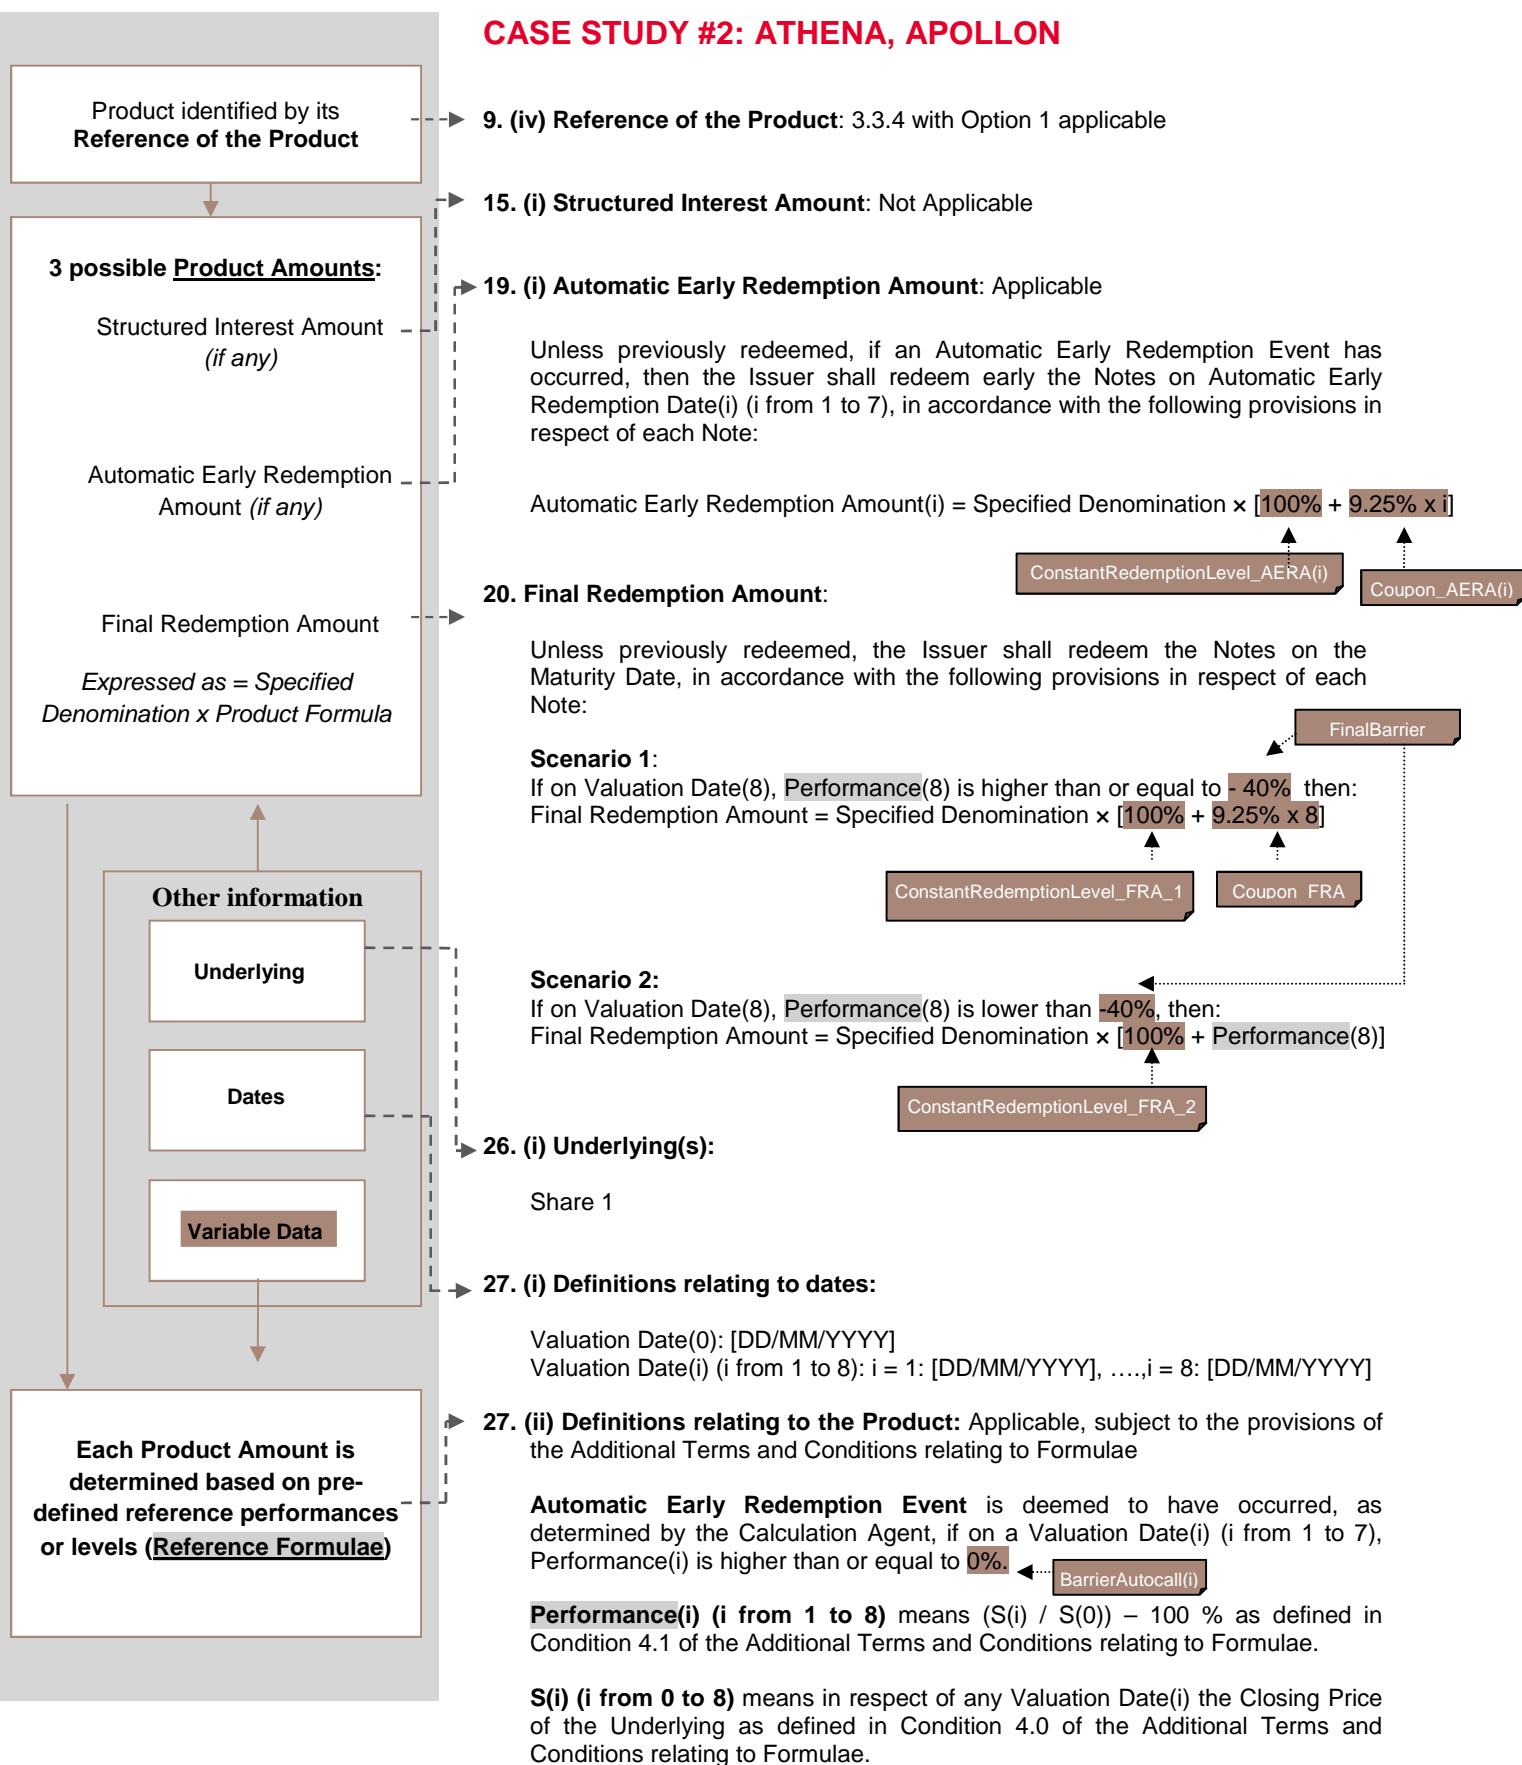 CASE STUDY #2: ATHENA, APOLLON
Product identified by its
Reference of the Product
3 possible Product Amounts:
Structured Interest Amount
(if any)
Automatic Early Redemption
Amount (if any)
Final Redemption Amount
Expressed as = Specified
Denomination x Product Formula
Other information
Underlying
Dates
Variable Data
Each Product Amount is
determined based on pre-
defined reference performances
or levels (Reference Formulae)
9. (iv) Reference of the Product: 3.3.4 with Option 1 applicable
15. (i) Structured Interest Amount: Not Applicable
19. (i) Automatic Early Redemption Amount: Applicable
Unless previously redeemed, if an Automatic Early Redemption Event has
occurred, then the Issuer shall redeem early the Notes on Automatic Early
Redemption Date(i) (i from 1 to 7), in accordance with the following provisions in
respect of each Note:
Automatic Early Redemption Amount(i) = Specified Denomination × [100% + 9.25% x i]
ConstantRedemptionLevel_AERA(i)
Coupon_AERA(i)
20. Final Redemption Amount:
Unless previously redeemed, the Issuer shall redeem the Notes on the
Maturity Date, in accordance with the following provisions in respect of each
Note:
FinalBarrier
Scenario 1:
If on Valuation Date(8), Performance(8) is higher than or equal to - 40% then:
Final Redemption Amount = Specified Denomination × [100% + 9.25% x 8]
ConstantRedemptionLevel_FRA_1
Coupon_FRA
Scenario 2:
If on Valuation Date(8), Performance(8) is lower than -40%, then:
Final Redemption Amount = Specified Denomination × [100% + Performance(8)]
ConstantRedemptionLevel_FRA_2
26. (i) Underlying(s):
Share 1
27. (i) Definitions relating to dates:
Valuation Date(0): [DD/MM/YYYY]
Valuation Date(i) (i from 1 to 8): i = 1: [DD/MM/YYYY], ….,i = 8: [DD/MM/YYYY]
27. (ii) Definitions relating to the Product: Applicable, subject to the provisions of
the Additional Terms and Conditions relating to Formulae
Automatic Early Redemption Event is deemed to have occurred, as
determined by the Calculation Agent, if on a Valuation Date(i) (i from 1 to 7),
Performance(i) is higher than or equal to 0%.
BarrierAutocall(i)
Performance(i) (i from 1 to 8) means (S(i) / S(0)) – 100 % as defined in
Condition 4.1 of the Additional Terms and Conditions relating to Formulae.
S(i) (i from 0 to 8) means in respect of any Valuation Date(i) the Closing Price
of the Underlying as defined in Condition 4.0 of the Additional Terms and
Conditions relating to Formulae.